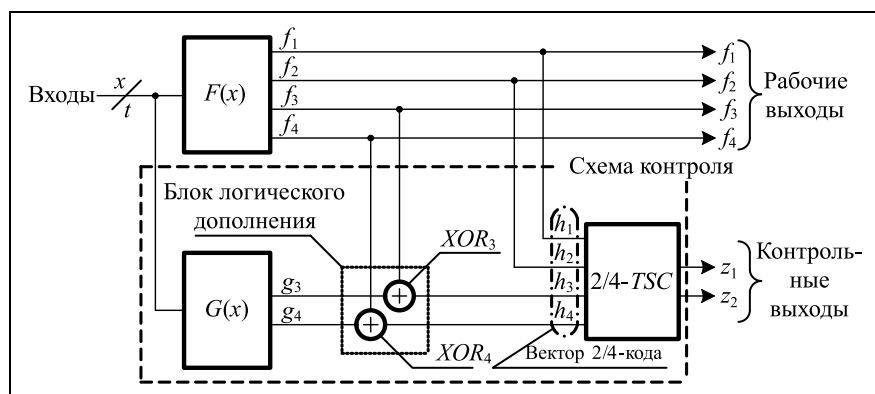 Входы
x
t
F(x)
f1
f2
f3
f4
f1
f2
f3
f4
Рабочие
выходы
Схема контроля
Блок логического
дополнения
G(x)
g3
g4
XOR3
XOR4
h1
h2
h3
h4
2/4-TSC
z1
z2
Контроль-
ные
выходы
Вектор 2/4-кода